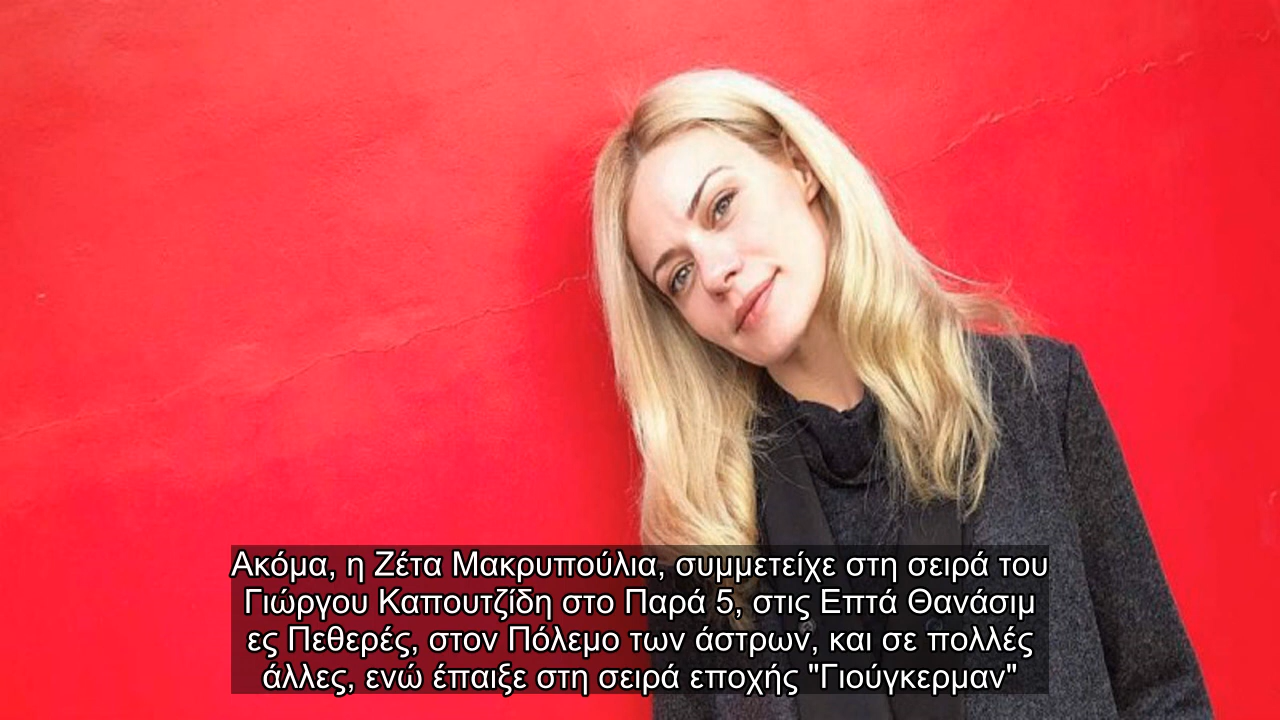 Ακόμα, η Ζέτα Μακρυπούλια, συμμετείχε στη σειρά του
Γιώργου Καπουτζίδη στο Παρά 5, στις Επτά Θανάσιμ
ες Πεθερές, στον Πόλεμο των άστρων, και σε πολλές
άλλες, ενώ έπαιξε στη σειρά εποχής "Γιούγκερμαν"